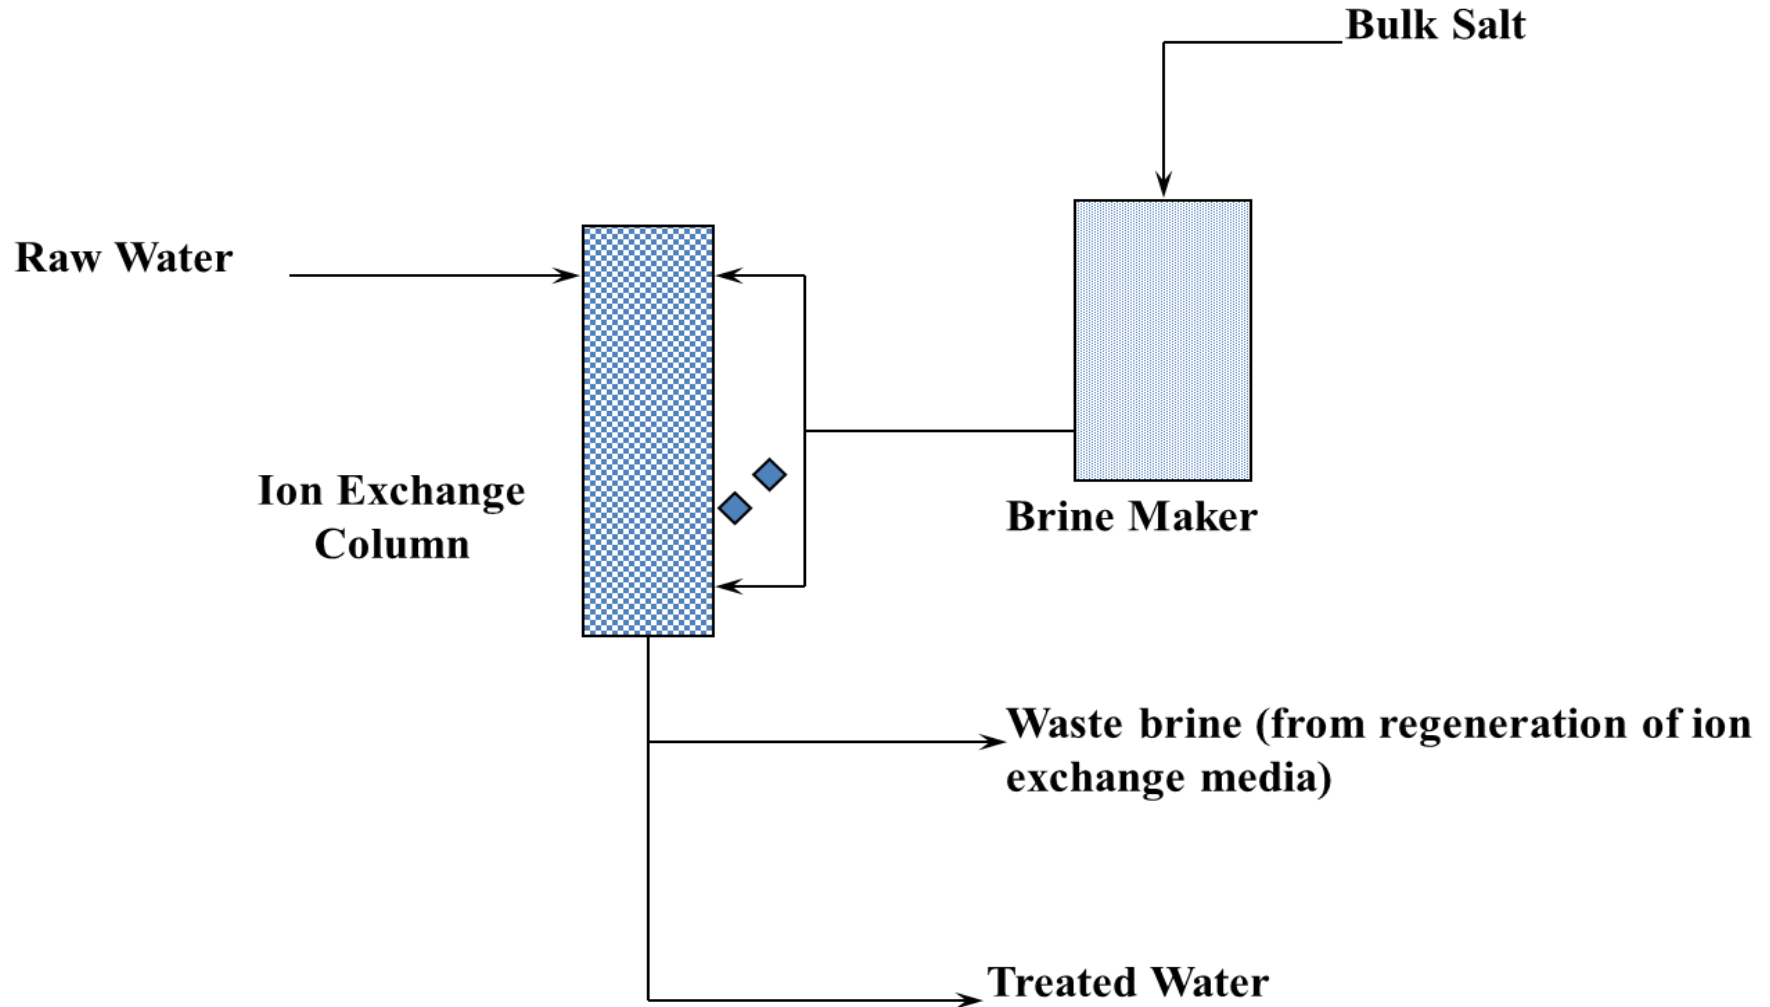 Bulk Salt
Raw Water
Ion Exchange
Column
Brine Maker
Waste brine (from regeneration of ion
exchange media)
Treated Water